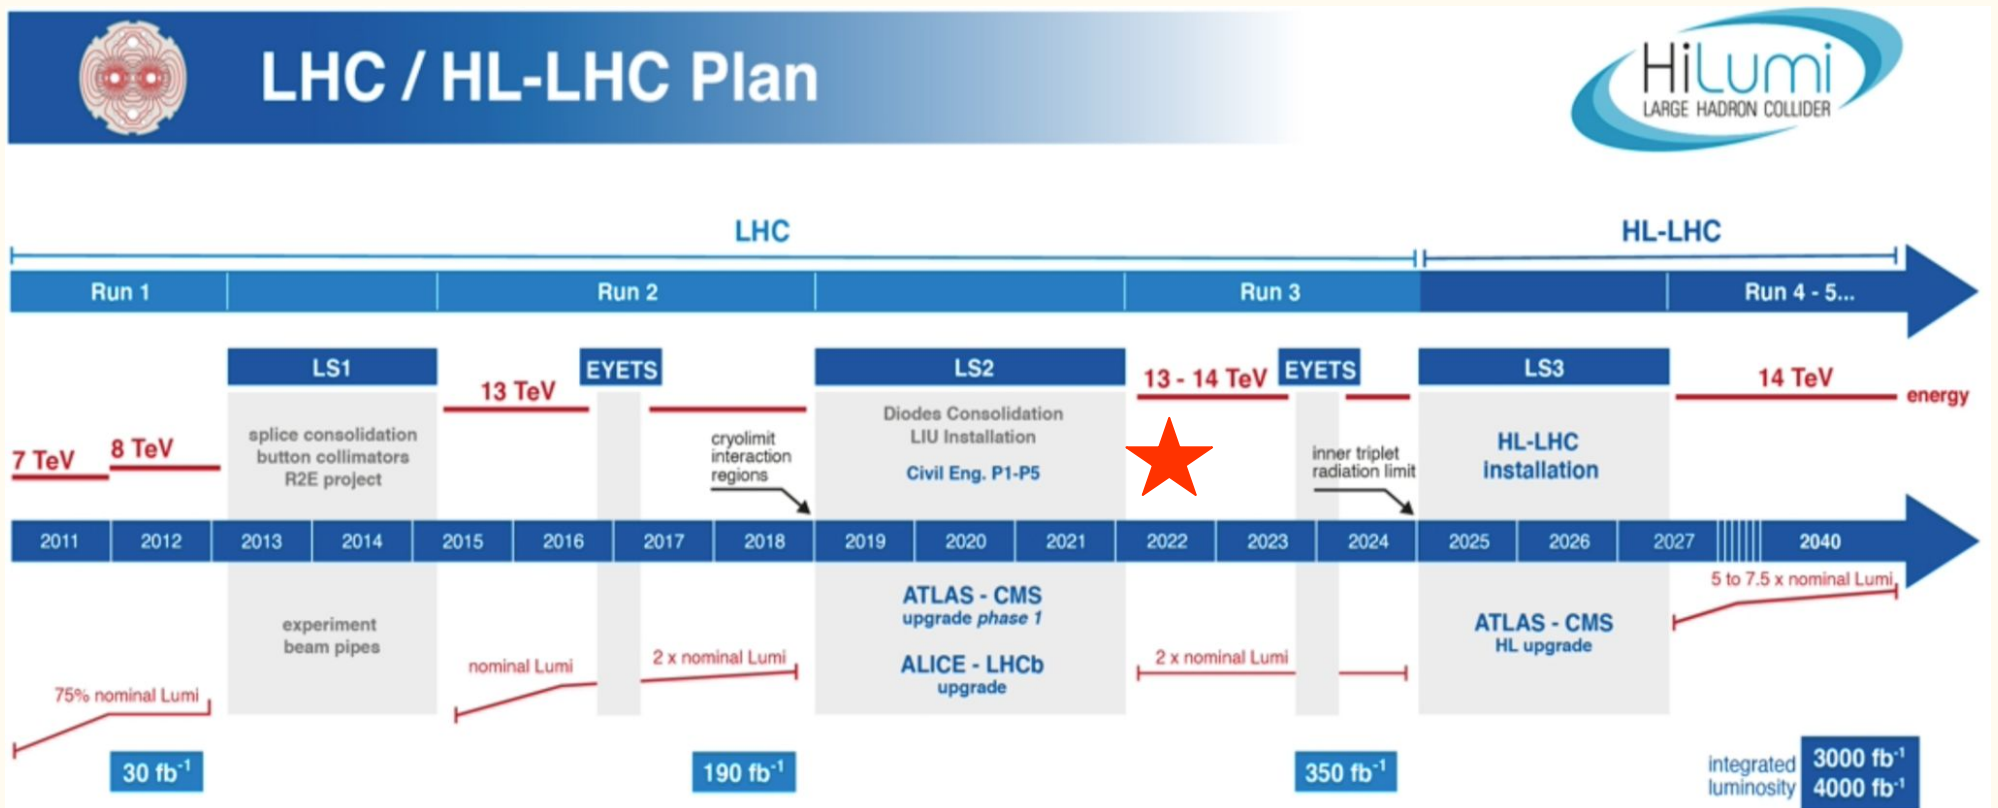 LHC / HL-LHC Plan
HiLumi
LARGE HADRON COLLIDER
LHC
HL-LHC
Run 1
Run 2
Run 3
Run 4 - 5...
LS1
EYETS
LS2
EYETS
LS3
13 TeV
13 - 14 TeV
14 TeV
energy
7 TeV
8 TeV
splice consolidation
button collimators
R2E project
cryolimit
interaction
regions
Diodes Consolidation
LIU Installation
Civil Eng. P1-P5
inner triplet
radiation limit
HL-LHC
installation
2011
2012
2013
2014
2015
2016
2017
2018
2019
2020
2021
2022
2023
2024
2025
2026
2027
2040
5 to 7.5 x nominal Lumi
experiment
beam pipes
ATLAS - CMS
upgrade phase 1
ALICE - LHCb
upgrade
ATLAS - CMS
HL upgrade
75% nominal Lumi
nominal Lumi
2 x nominal Lumi
2 x nominal Lumi
30 fb⁻¹
190 fb⁻¹
350 fb⁻¹
integrated
luminosity
3000 fb⁻¹
4000 fb⁻¹